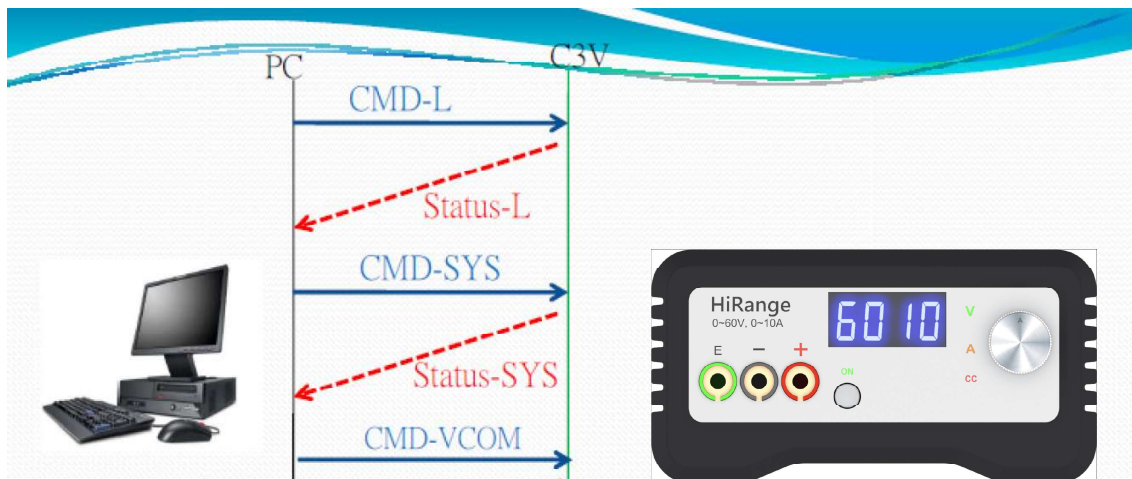 PC
C3V
CMD-L
Status-L
CMD-SYS
Status-SYS
CMD-VCOM
HiRange
0~60V, 0~10A
6010
V
A
CC
E
−
+
ON